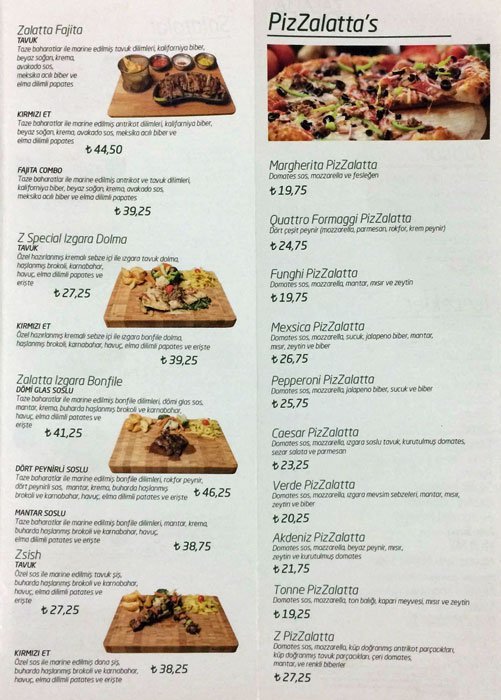 Zalatta Fajita
TAVUK
Taze baharatlar ile marine edilmiş tavuk dilimleri, kaliforniya biber,
beyaz soğan, krema,
avakado sos,
meksika acılı biber ve
elma dilimli papates
KIRMIZI ET
Taze baharatlar ile marine edilmiş antrikot dilimleri, kaliforniya biber,
beyaz soğan, krema, avakado sos, meksika acılı biber ve
elma dilimli papates
₺ 44,50
FAJITA COMBO
Taze baharatlar ile marine edilmiş antrikot ve tavuk dilimleri,
kaliforniya biber, beyaz soğan, krema, avakado sos,
meksika acılı biber ve elma dilimli papates
₺ 39,25
Z Special Izgara Dolma
TAVUK
Özel hazırlanmış kremalı sebze içi ile ızgara tavuk dolma,
haşlanmış brokoli, karnabahar,
havuç, elma dilimli papates ve
erişte
₺ 27,25
KIRMIZI ET
Özel hazırlanmış kremalı sebze içi ile ızgara bonfile dolma,
haşlanmış brokoli, karnabahar, havuç, elma dilimli papates ve erişte
₺ 39,25
Zalatta Izgara Bonfile
DÖMİ GLAS SOSLU
Taze baharatlar ile marine edilmiş bonfile dilimleri, dömi glas sos,
mantar, krema, buharda haşlanmış brokoli ve karnabahar,
havuç, elma dilimli patates ve
erişte
₺ 41,25
DÖRT PEYNİRLİ SOSLU
Taze baharatlar ile marine edilmiş bonfile dilimleri, rokfor peynir,
dört peynirli sos, mantar, krema, buharda haşlanmış
brokoli ve karnabahar, havuç, elma dilimli patates ve erişte
₺ 46,25
MANTAR SOSLU
Taze baharatlar ile marine edilmiş bonfile dilimleri, mantar, krema,
buharda haşlanmış brokoli ve karnabahar, havuç,
elma dilimli patates ve erişte
₺ 38,75
Zsish
TAVUK
Özel sos ile marine edilmiş tavuk şiş,
buharda haşlanmış brokoli ve karnabahar,
havuç, elma dilimli patates ve erişte
₺ 27,25
KIRMIZI ET
Özel sos ile marine edilmiş dana şiş,
buharda haşlanmış brokoli ve karnabahar,
havuç, elma dilimli patates ve erişte
₺ 38,25
PizZalatta's
Margherita PizZalatta
Domates sos, mozzarella ve fesleğen
₺ 19,75
Quattro Formaggi PizZalatta
Dört çeşit peynir (mozzarella, parmesan, rokfor, krem peynir)
₺ 24,75
Funghi PizZalatta
Domates sos, mozzarella, mantar, mısır ve zeytin
₺ 19,75
Mexsica PizZalatta
Domates sos, mozzarella, sucuk, jalapeno biber, mantar,
mısır, zeytin ve biber
₺ 26,75
Pepperoni PizZalatta
Domates sos, mozzarella, jalapeno biber, sucuk ve biber
₺ 25,75
Caesar PizZalatta
Domates sos, mozzarella, ızgara soslu tavuk, kurutulmuş domates,
sezar salata ve parmesan
₺ 23,25
Verde PizZalatta
Domates sos, mozzarella, ızgara mevsim sebzeleri, mantar, mısır,
zeytin ve biber
₺ 20,25
Akdeniz PizZalatta
Domates sos, mozzarella, beyaz peynir, mısır,
zeytin ve kurutulmuş domates
₺ 21,75
Tonne PizZalatta
Domates sos, mozzarella, ton balığı, kapari meyvesi, mısır ve zeytin
₺ 19,25
Z PizZalatta
Domates sos, mozzarella, küp doğranmış antrikot parçacıkları,
küp doğranmış tavuk parçacıkları, çeri domates,
mantar, ve renkli biberler
₺ 27,25